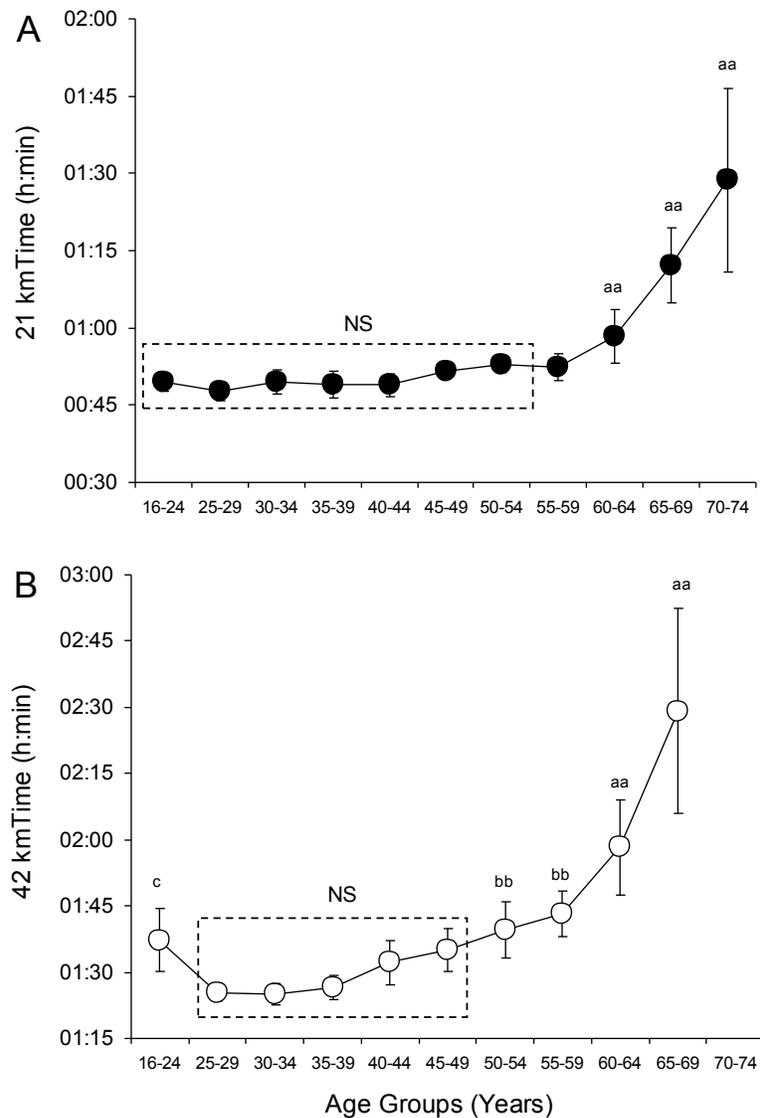 A
02:00
01:45
01:30
01:15
01:00
00:45
00:30
21 kmTime (h:min)
NS
aa
aa
aa
16-24 25-29 30-34 35-39 40-44 45-49 50-54 55-59 60-64 65-69 70-74
B
03:00
02:45
02:30
02:15
02:00
01:45
01:30
01:15
42 kmTime (h:min)
c
NS
bb
bb
aa
aa
16-24 25-29 30-34 35-39 40-44 45-49 50-54 55-59 60-64 65-69 70-74
Age Groups (Years)